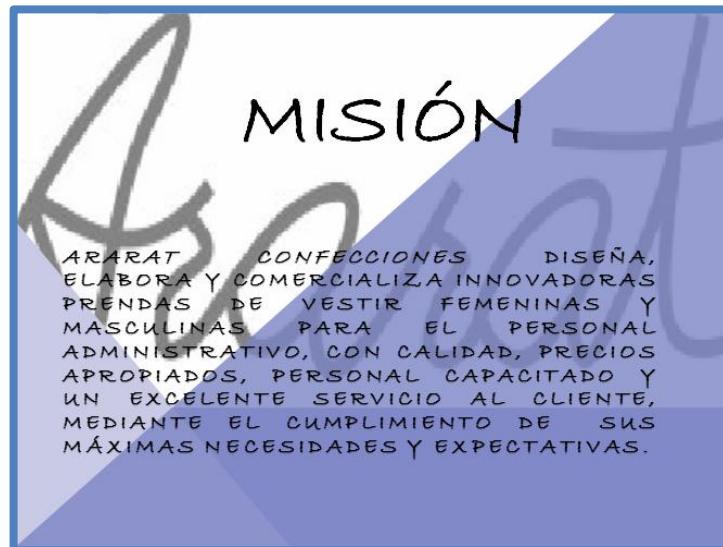 Ararat
MISIÓN
ARARAT CONFECCIONES DISEÑA,
ELABORA Y COMERCIALIZA INNOVADORAS
PRENDAS DE VESTIR FEMENINAS Y
MASCULINAS PARA EL PERSONAL
ADMINISTRATIVO, CON CALIDAD, PRECIOS
APROPIADOS, PERSONAL CAPACITADO Y
UN EXCELENTE SERVICIO AL CLIENTE,
MEDIANTE EL CUMPLIMIENTO DE SUS
MÁXIMAS NECESIDADES Y EXPECTATIVAS.